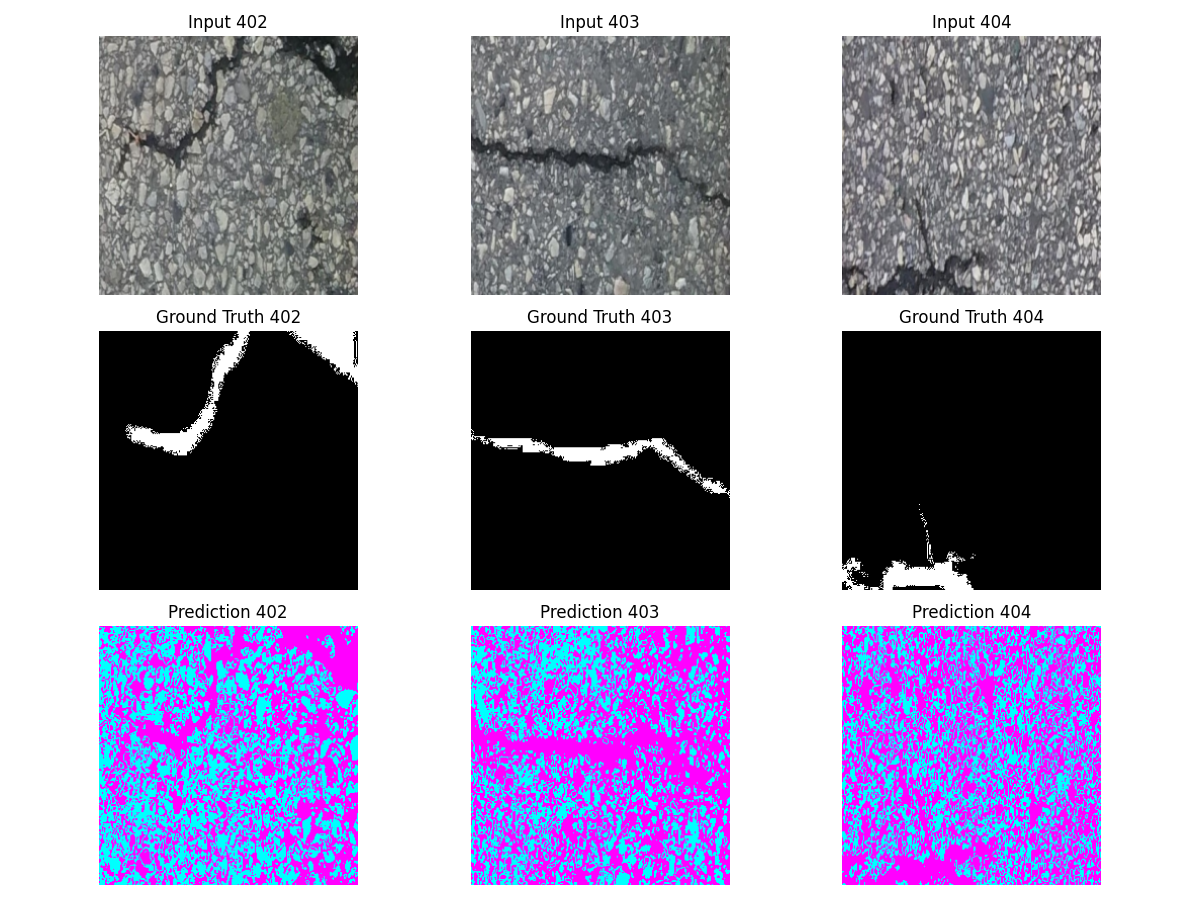 Input 402
Input 403
Input 404
Ground Truth 402
Ground Truth 403
Ground Truth 404
Prediction 402
Prediction 403
Prediction 404